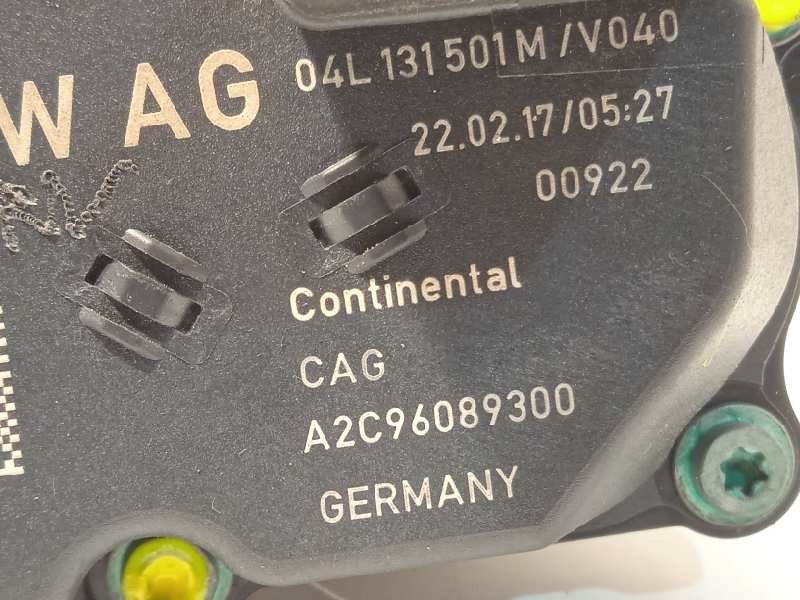 W AG
04L 131 501 M /V040
22.02.17/05:27
00922
Continental
CAG
A2C96089300
GERMANY